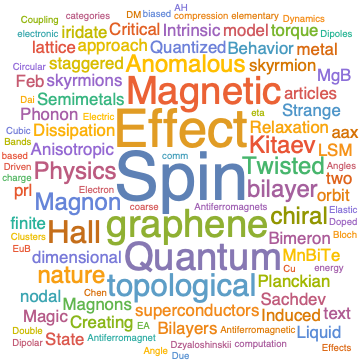 AH
DM biased compression elementary
Coupling categories Dynamics
electronic Critical Intrinsic model torque Dipoles
iridate Quantized Behavior metal
lattice approach skyrmion
staggered Anomalous MgB
Feb skyrmions Magnetic articles
Circular Phonon Semimetals Strange
Dai Dissipation Effect Relaxation aax
Cubic Electric eta
Bands Anisotropic Kitaev LSM
based comm Angles
Driven Physics Spin Twisted two
charge prl Electron bilayer orbit
Magnon coarse Antiferromagnets Elastic
finite Hall graphene chiral Doped
Clusters Bimeron Bloch
EuB dimensional Quantum MnBiTe
nature Cu energy
nodal Chen topological Planckian
Magnons superconductors Sachdev
Magic Creating EA Bilayers Induced text
Dipolar Double Antiferromagnetic Liquid
State Antiferromagnet Dzyaloshinskii computation
Angle Due Effects